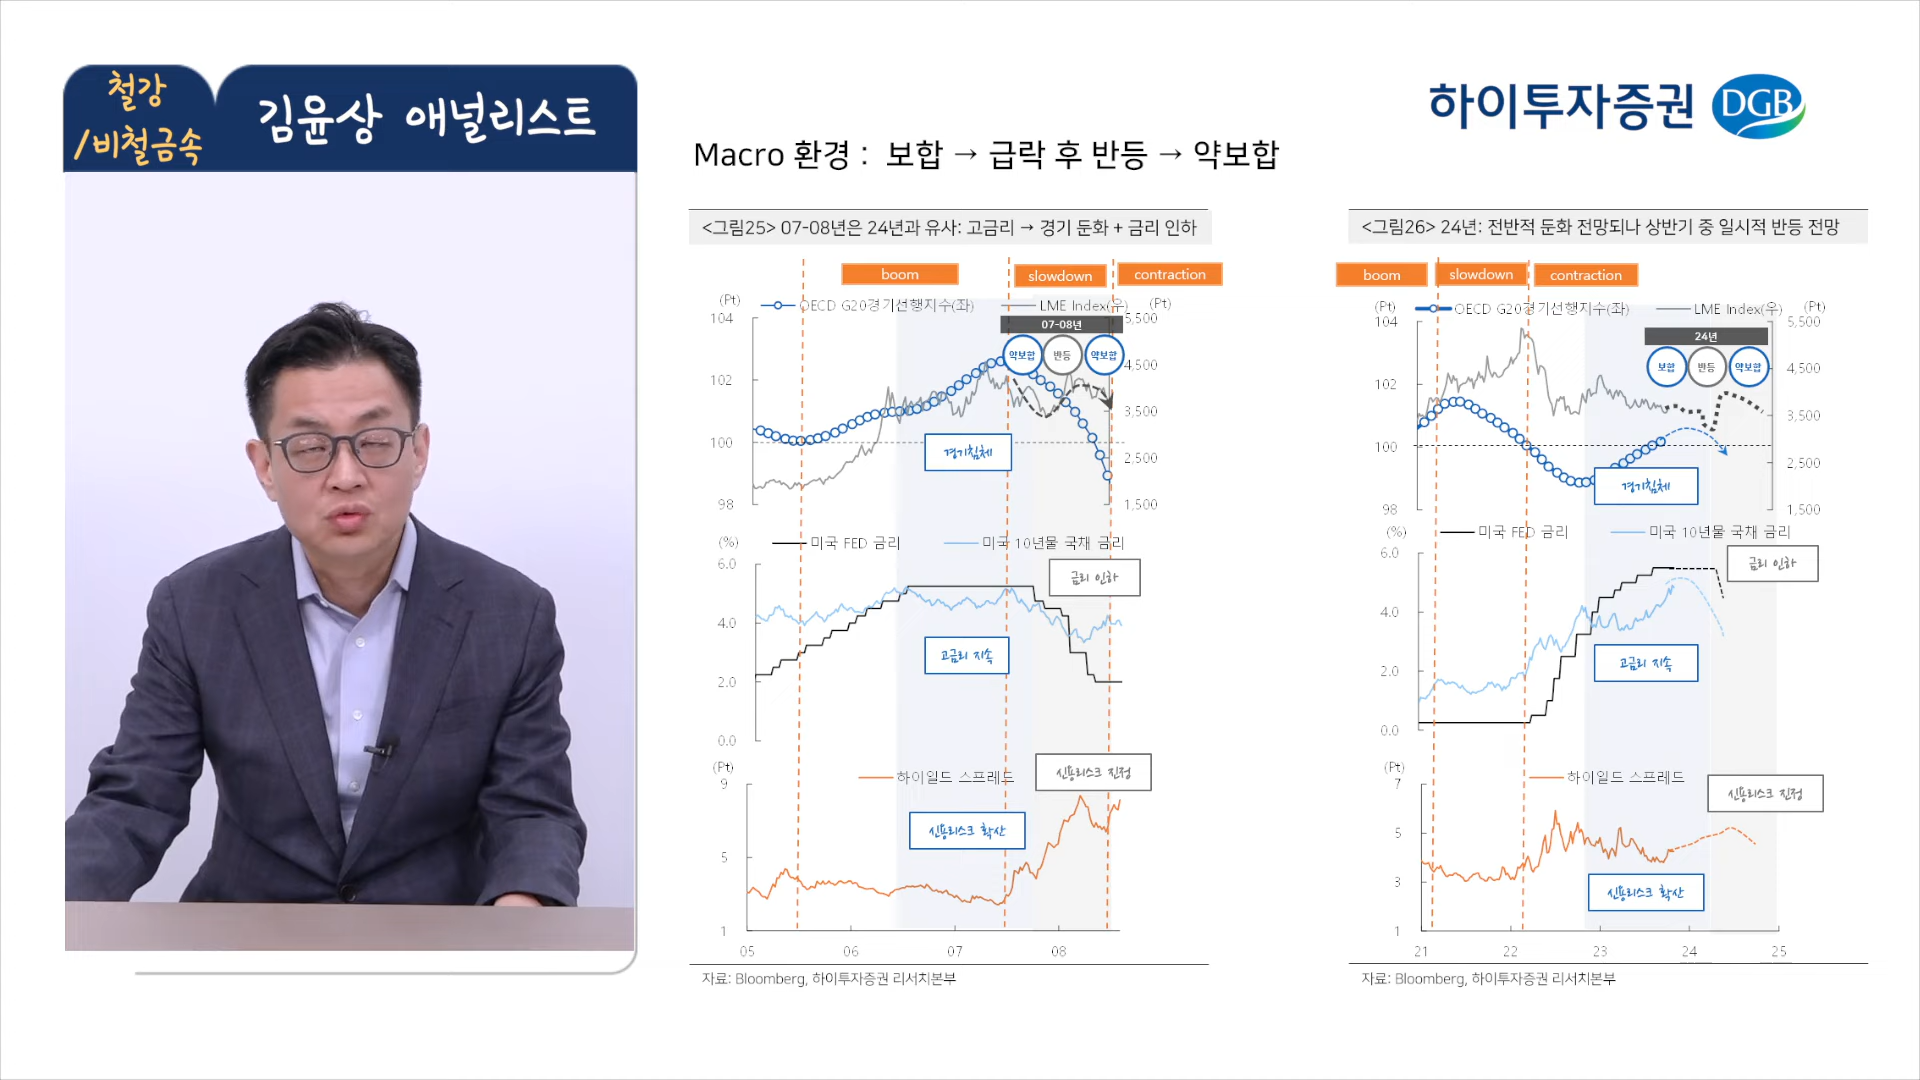 철강
/비철금속
김윤상 애널리스트
하이투자증권 DGB
Macro 환경 : 보합 → 급락 후 반등 → 약보합
<그림25> 07-08년은 24년과 유사: 고금리 → 경기 둔화 + 금리 인하
boom
slowdown
contraction
(Pt)
OECD G20경기선행지수(좌)
LME Index(우)
(Pt)
104
102
100
98
5,500
4,500
3,500
2,500
1,500
07-08년
약보합
반등
약보합
경기침체
(%)
미국 FED 금리
미국 10년물 국채 금리
6.0
4.0
2.0
0.0
금리 인하
고금리 지속
(Pt)
하이일드 스프레드
9
5
1
신용리스크 진정
신용리스크 확산
05
06
07
08
자료: Bloomberg, 하이투자증권 리서치본부
<그림26> 24년: 전반적 둔화 전망되나 상반기 중 일시적 반등 전망
boom
slowdown
contraction
(Pt)
OECD G20경기선행지수(좌)
LME Index(우)
(Pt)
104
102
100
98
5,500
4,500
3,500
2,500
1,500
24년
보합
반등
약보합
경기침체
(%)
미국 FED 금리
미국 10년물 국채 금리
6.0
4.0
2.0
0.0
금리 인하
고금리 지속
(Pt)
하이일드 스프레드
7
5
3
1
신용리스크 진정
신용리스크 확산
21
22
23
24
25
자료: Bloomberg, 하이투자증권 리서치본부